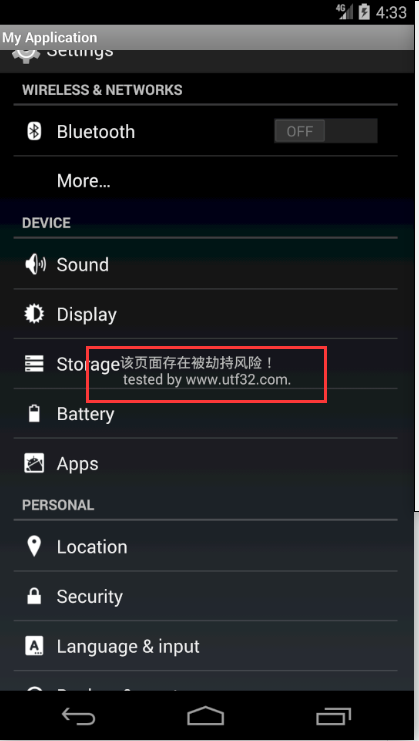 4G 4:33
My Application
Settings
WIRELESS & NETWORKS
Bluetooth OFF
More...
DEVICE
Sound
Display
Storage
该页面存在被劫持风险！
tested by www.utf32.com.
Battery
Apps
PERSONAL
Location
Security
A Language & input